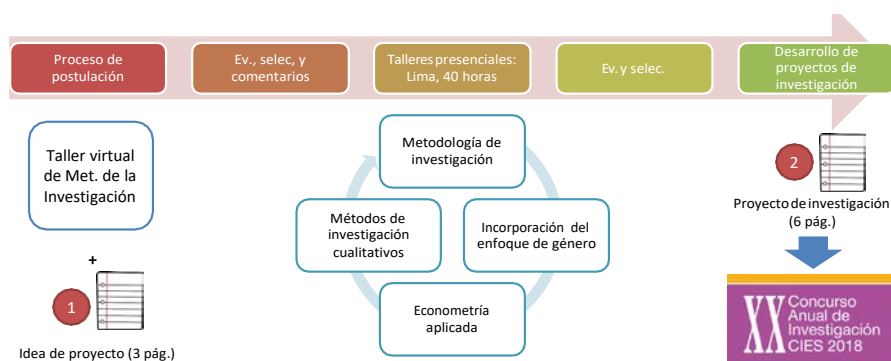 Proceso de
postulación
Ev., selec, y
comentarios
Talleres presenciales:
Lima, 40 horas
Ev. y selec.
Desarrollo de
proyectos de
investigación
Taller virtual
de Met. de la
Investigación
+
1
Idea de proyecto (3 pág.)
Metodología de
investigación
Incorporación del
enfoque de género
Econometría
aplicada
Métodos de
investigación
cualitativos
2
Proyecto de investigación
(6 pág.)
XX
Concurso
Anual de
Investigación
CIES 2018